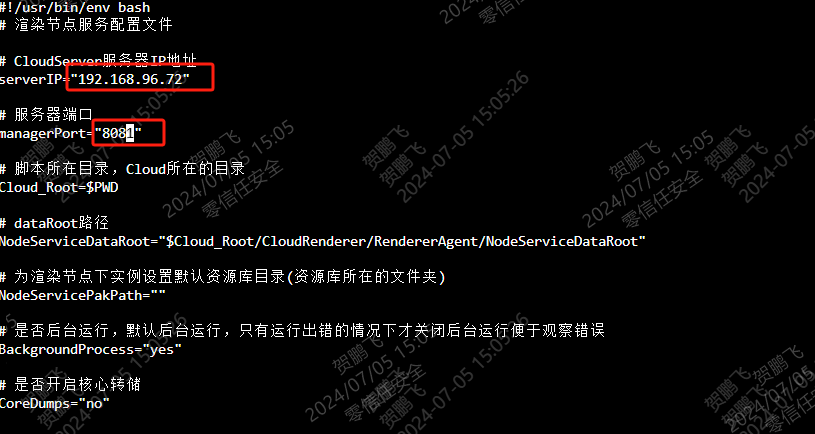 #!/usr/bin/env bash
# 渲染节点服务配置文件
# CloudServer服务器IP地址
serverIP="192.168.96.72"
# 服务器端口
managerPort="8081"
# 脚本所在目录，Cloud所在的目录
Cloud_Root=$PWD
# dataRoot路径
NodeServiceDataRoot="$Cloud_Root/CloudRenderer/RendererAgent/NodeServiceDataRoot"
# 为渲染节点下实例设置默认资源库目录(资源库所在的文件夹)
NodeServicePakPath=""
# 是否后台运行，默认后台运行，只有运行出错的情况下才关闭后台运行便于观察错误
BackgroundProcess="yes"
# 是否开启核心转储
CoreDumps="no"
贺鹏飞
2024/07/05 15:05
零信任安全
贺鹏飞
2024-07-05 15:05:26